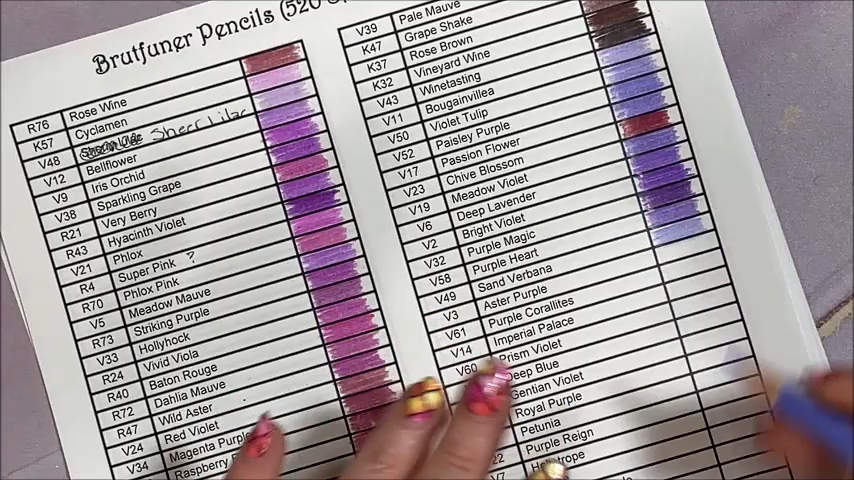 Brutfuner Pencils (520
R76 Rose Wine
K57 Cyclamen
V48 Sheer Lilac
V12 Bellflower
V9 Iris Orchid
V38 Sparkling Grape
R21 Very Berry
R43 Hyacinth Violet
V21 Phlox
R4 Super Pink ?
R70 Phlox Pink
V5 Meadow Mauve
R73 Striking Purple
V33 Hollyhock
R24 Vivid Viola
R40 Baton Rouge
R72 Dahlia Mauve
R47 Wild Aster
V24 Red Violet
V34 Magenta Purple
Raspberry
V39 Pale Mauve
K47 Grape Shake
K37 Rose Brown
K32 Vineyard Wine
V43 Winetasting
V11 Bougainvillea
V50 Violet Tulip
V52 Paisley Purple
V17 Passion Flower
V23 Chive Blossom
V19 Meadow Violet
V6 Deep Lavender
V2 Bright Violet
V32 Purple Magic
V58 Purple Heart
V49 Sand Verbana
V3 Aster Purple
V61 Purple Corallites
V14 Imperial Palace
V60 Prism Violet
Deep Blue
Gentian Violet
Royal Purple
Petunia
22 Purple Reign
V7 Heliotrope